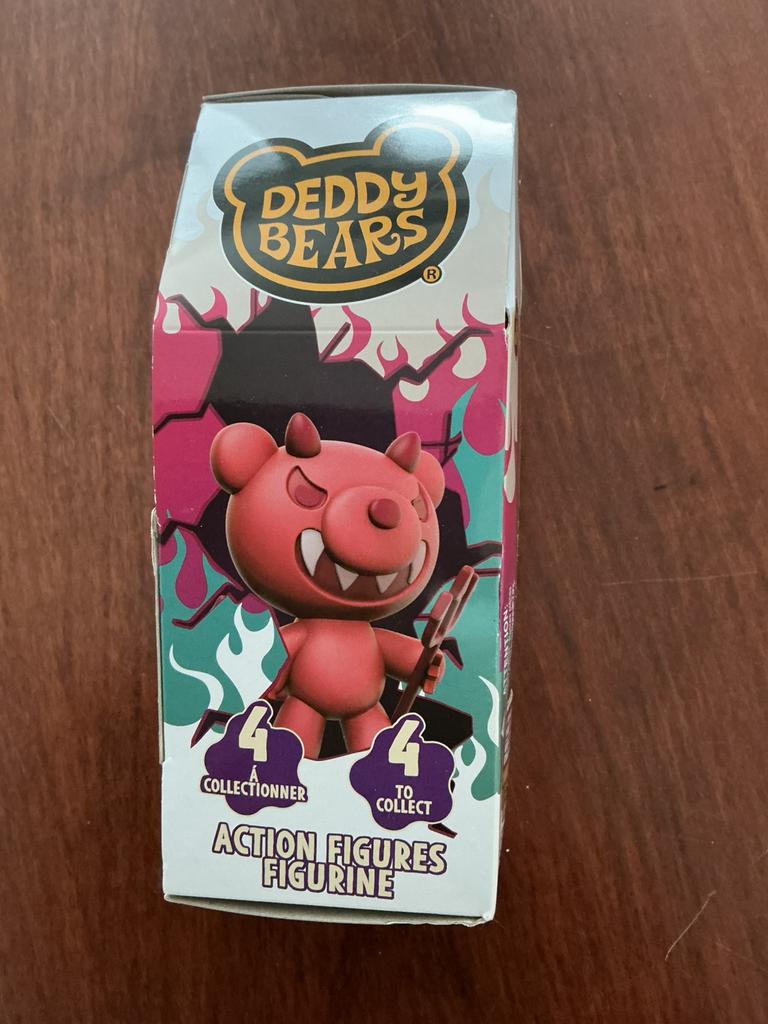 DEDDY
BEARS
®
4
Á
COLLECTIONNER
4
TO
COLLECT
ACTION FIGURES
FIGURINE